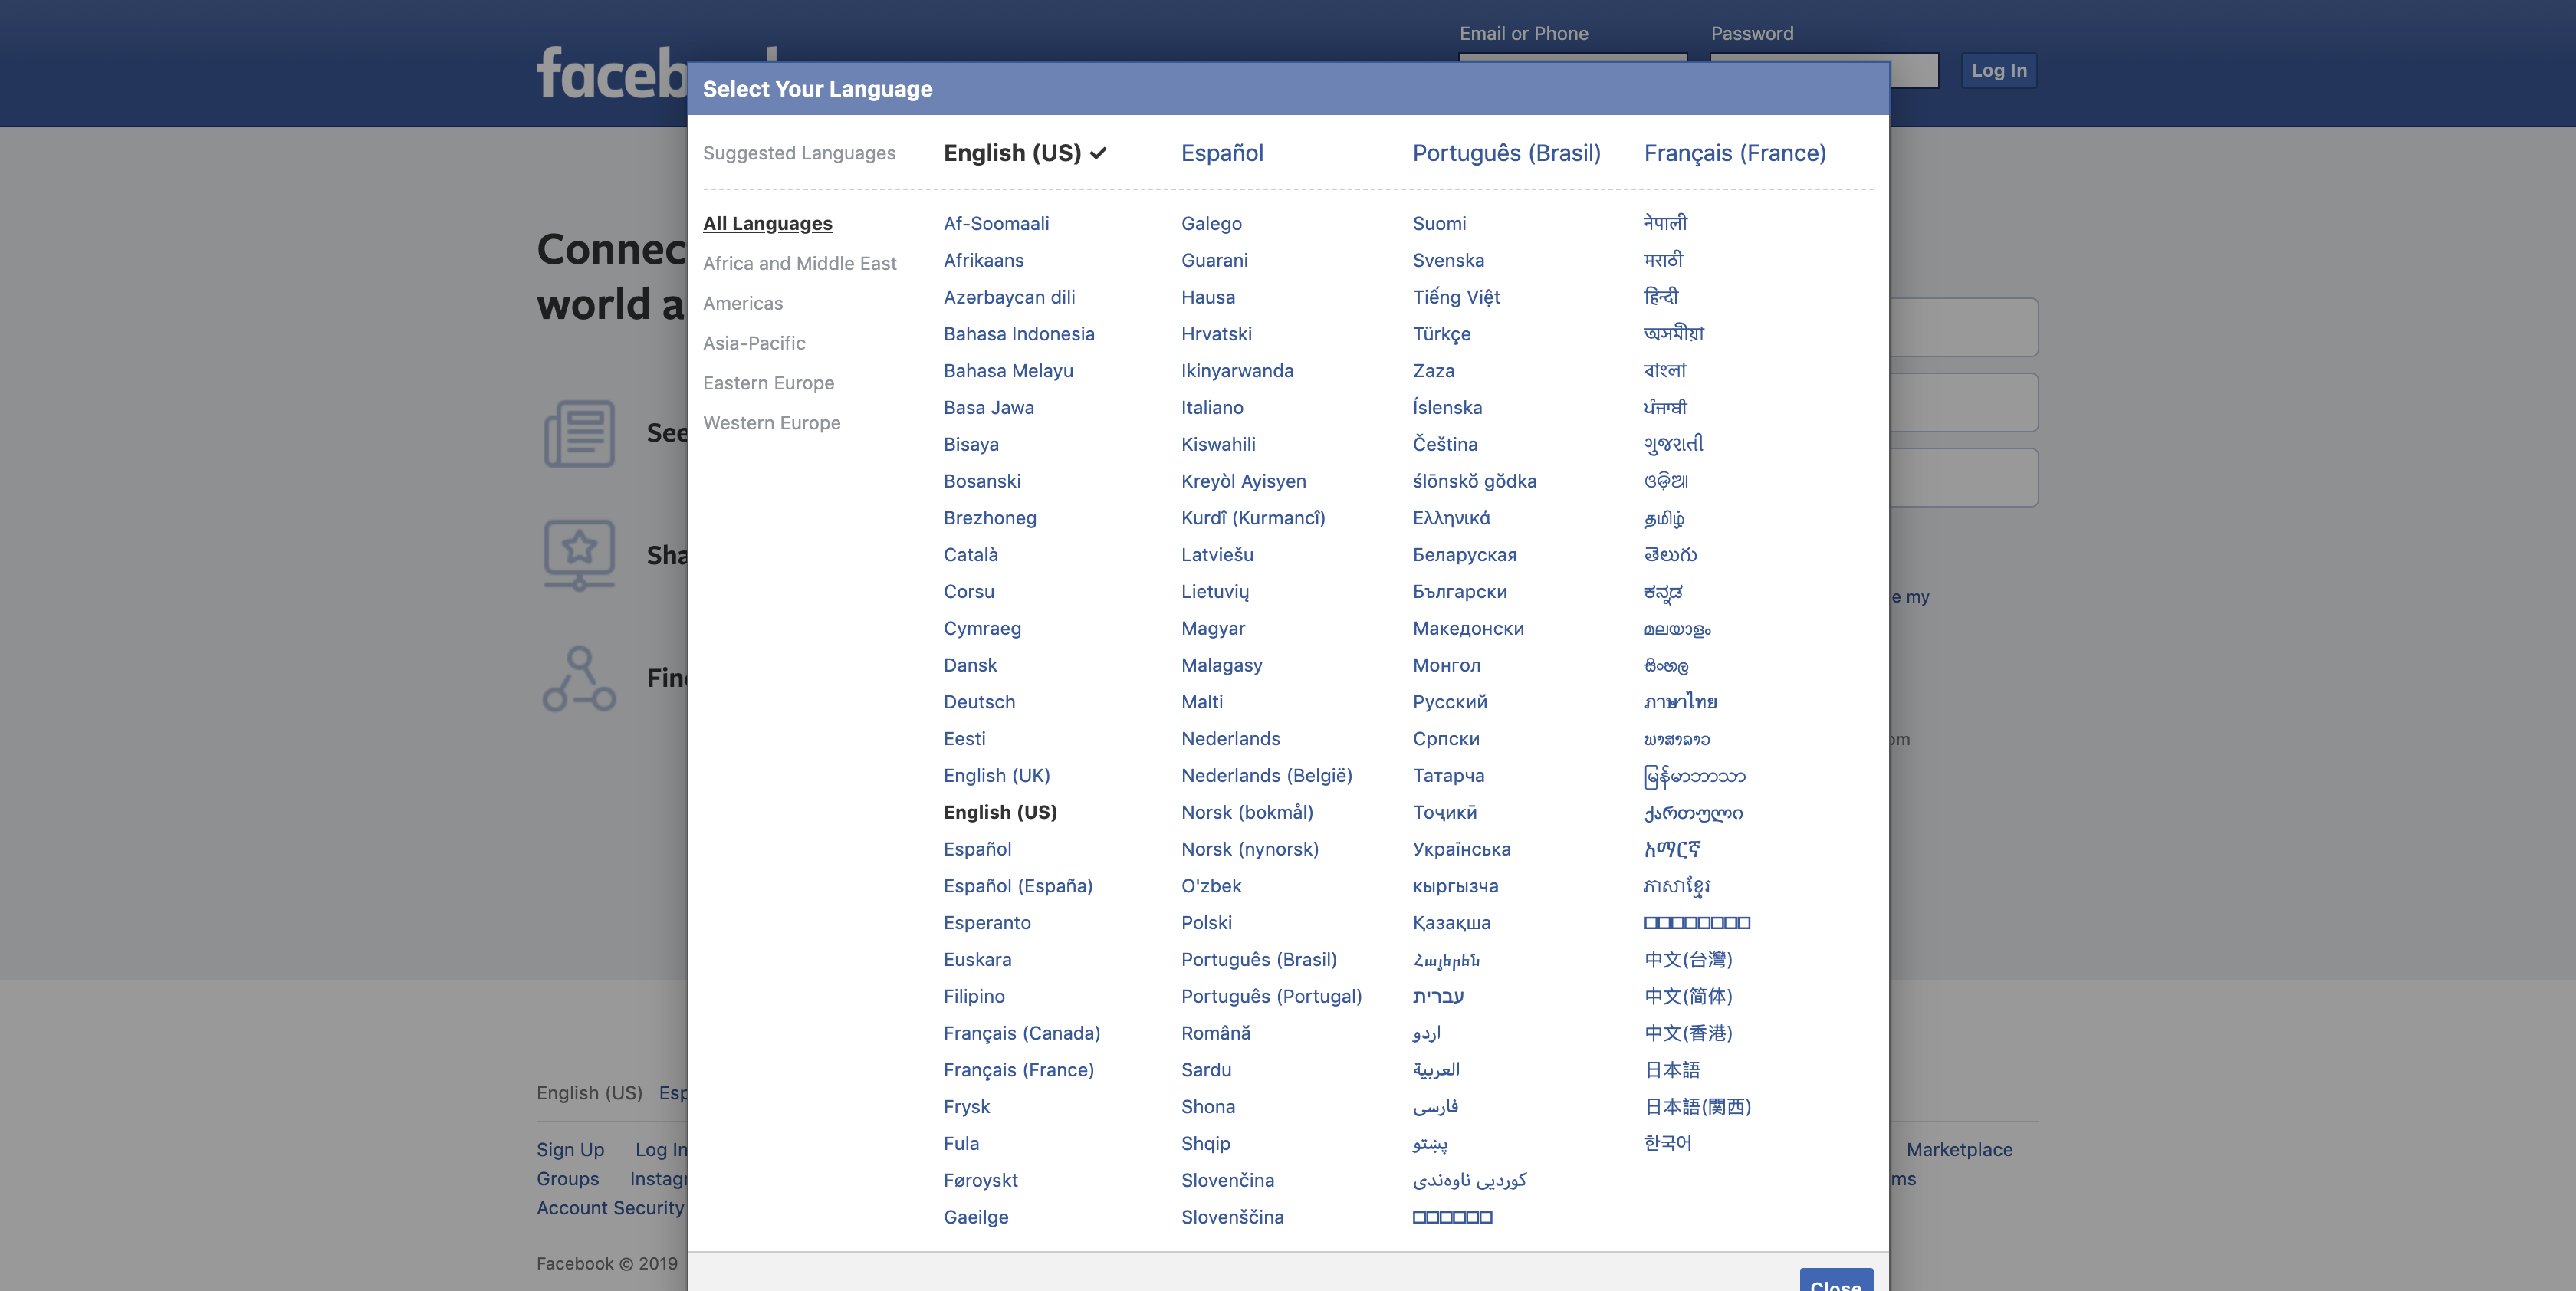 Email or Phone
Password
Log In
Select Your Language
Suggested Languages
English (US)
Español
Português (Brasil)
Français (France)
All Languages
Africa and Middle East
Americas
Asia-Pacific
Eastern Europe
Western Europe
Af-Soomaali
Afrikaans
Azərbaycan dili
Bahasa Indonesia
Bahasa Melayu
Basa Jawa
Bisaya
Bosanski
Brezhoneg
Català
Corsu
Cymraeg
Dansk
Deutsch
Eesti
English (UK)
English (US)
Español
Español (España)
Esperanto
Euskara
Filipino
Français (Canada)
Français (France)
Frysk
Fula
Føroyskt
Gaeilge
Galego
Guarani
Hausa
Hrvatski
Ikinyarwanda
Italiano
Kiswahili
Kreyòl Ayisyen
Kurdî (Kurmancî)
Latviešu
Lietuvių
Magyar
Malagasy
Malti
Nederlands
Nederlands (België)
Norsk (bokmål)
Norsk (nynorsk)
O'zbek
Polski
Português (Brasil)
Português (Portugal)
Română
Sardu
Shona
Shqip
Slovenčina
Slovenščina
Suomi
Svenska
Tiếng Việt
Türkçe
Zaza
Íslenska
Čeština
ślōnskŏ gŏdka
Ελληνικά
Беларуская
Български
Македонски
Монгол
Русский
Српски
Татарча
Тоҷикӣ
Українська
кыргызча
Қазақша
Հայերեն
עברית
اردو
العربية
فارسی
پښتو
کوردیی ناوەندی
नेपाली
मराठी
हिन्दी
অসমীয়া
বাংলা
ਪੰਜਾਬੀ
ગુજરાતી
ଓଡ଼ିଆ
தமிழ்
తెలుగు
ಕನ್ನಡ
മലയാളം
සිංහල
ภาษาไทย
ພາສາລາວ
မြန်မာဘာသာ
ქართული
አማርኛ
ភាសាខ្មែរ
中文(台灣)
中文(简体)
中文(香港)
日本語
日本語(関西)
한국어
world a
See
e my
English (US)
Sign Up
Log In
Marketplace
Groups
Account Security
Facebook © 2019
Close